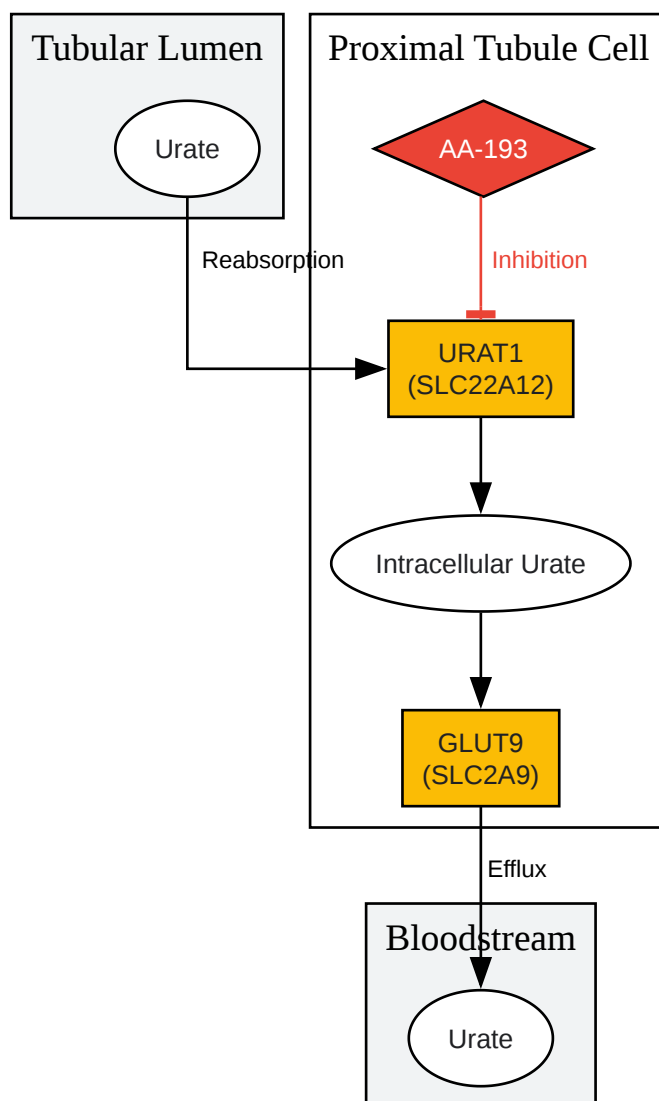 Tubular Lumen
Proximal Tubule Cell
Urate
AA-193
Reabsorption
Inhibition
URAT1
(SLC22A12)
Intracellular Urate
GLUT9
(SLC2A9)
Efflux
Bloodstream
Urate